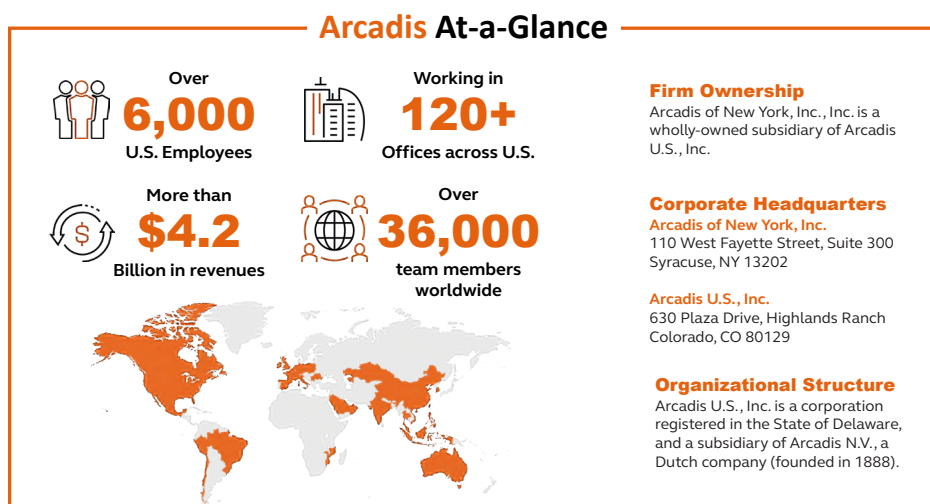 Arcadis At-a-Glance
Over
6,000
U.S. Employees
Working in
120+
Offices across U.S.
More than
$4.2
Billion in revenues
Over
36,000
team members
worldwide
Firm Ownership
Arcadis of New York, Inc., Inc. is a
wholly-owned subsidiary of Arcadis
U.S., Inc.
Corporate Headquarters
Arcadis of New York, Inc.
110 West Fayette Street, Suite 300
Syracuse, NY 13202
Arcadis U.S., Inc.
630 Plaza Drive, Highlands Ranch
Colorado, CO 80129
Organizational Structure
Arcadis U.S., Inc. is a corporation
registered in the State of Delaware,
and a subsidiary of Arcadis N.V., a
Dutch company (founded in 1888).